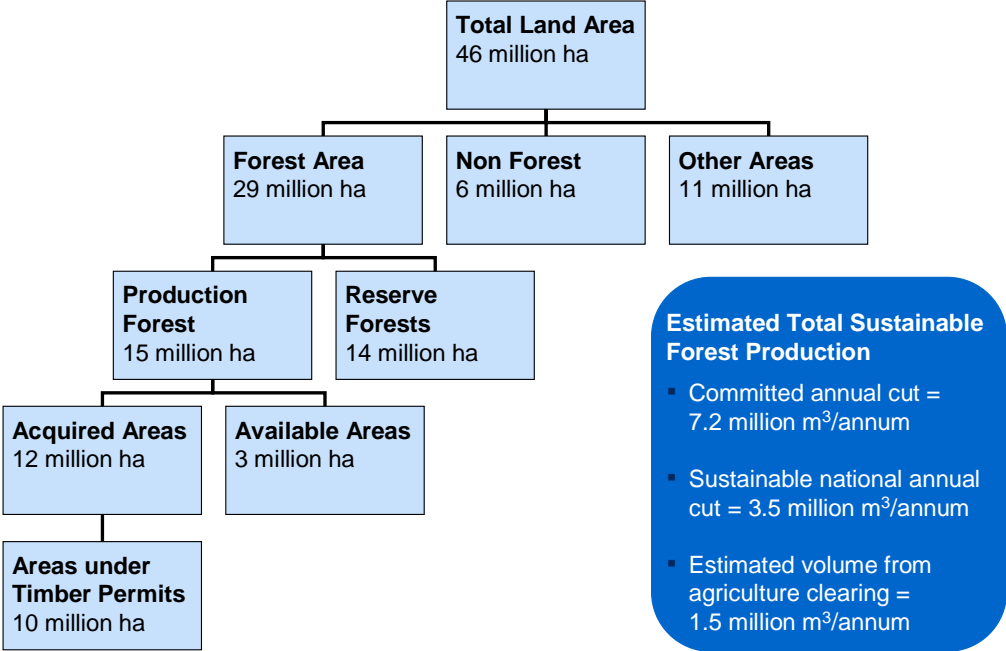 Total Land Area
46 million ha
Forest Area
29 million ha
Non Forest
6 million ha
Other Areas
11 million ha
Production
Forest
15 million ha
Reserve
Forests
14 million ha
Acquired Areas
12 million ha
Available Areas
3 million ha
Areas under
Timber Permits
10 million ha
Estimated Total Sustainable
Forest Production
▪ Committed annual cut =
7.2 million m³/annum
▪ Sustainable national annual
cut = 3.5 million m³/annum
▪ Estimated volume from
agriculture clearing =
1.5 million m³/annum